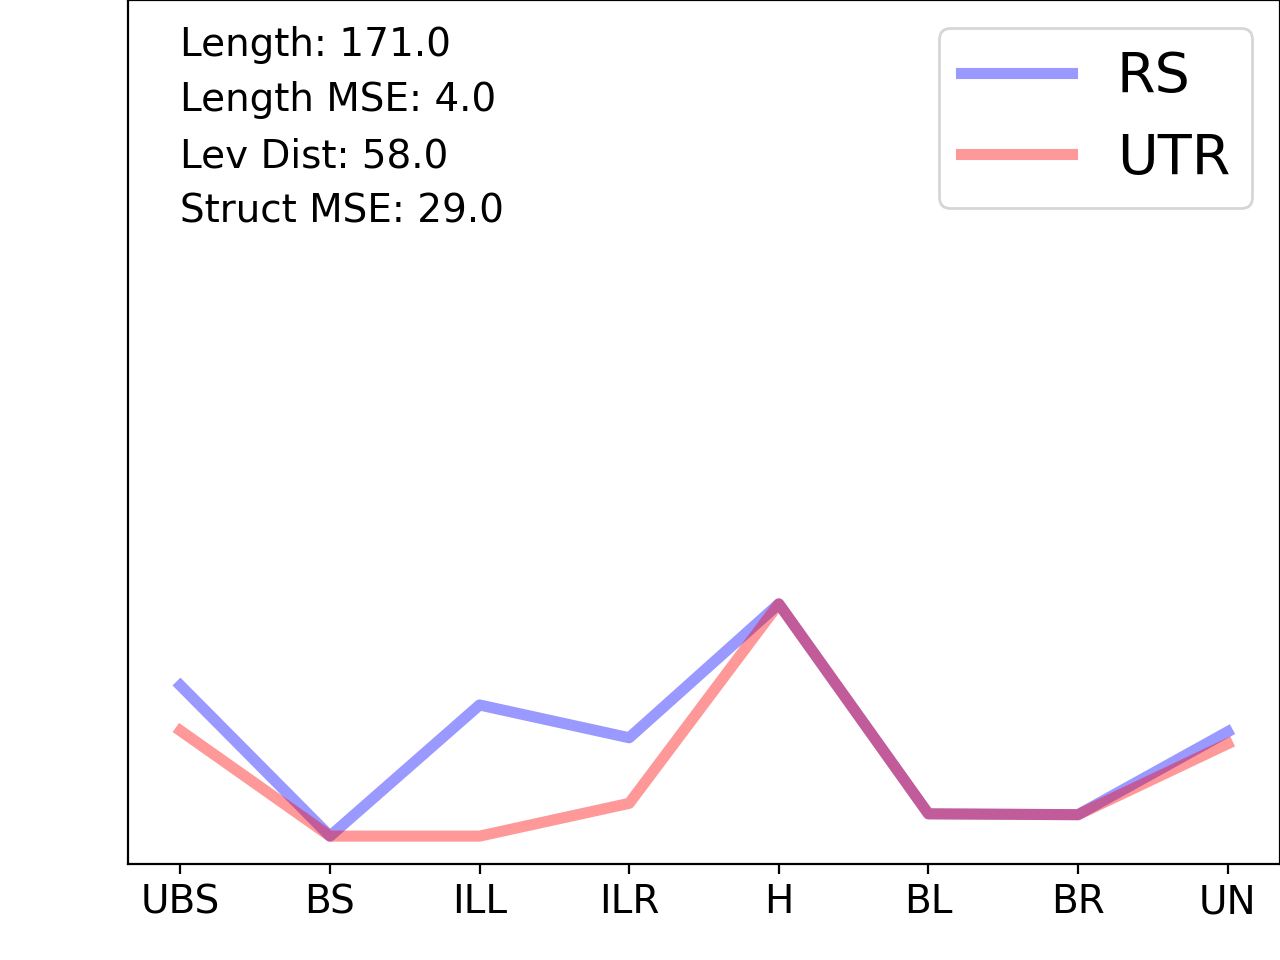 Length: 171.0
Length MSE: 4.0
Lev Dist: 58.0
Struct MSE: 29.0
RS
UTR
UBS BS ILL ILR H BL BR UN